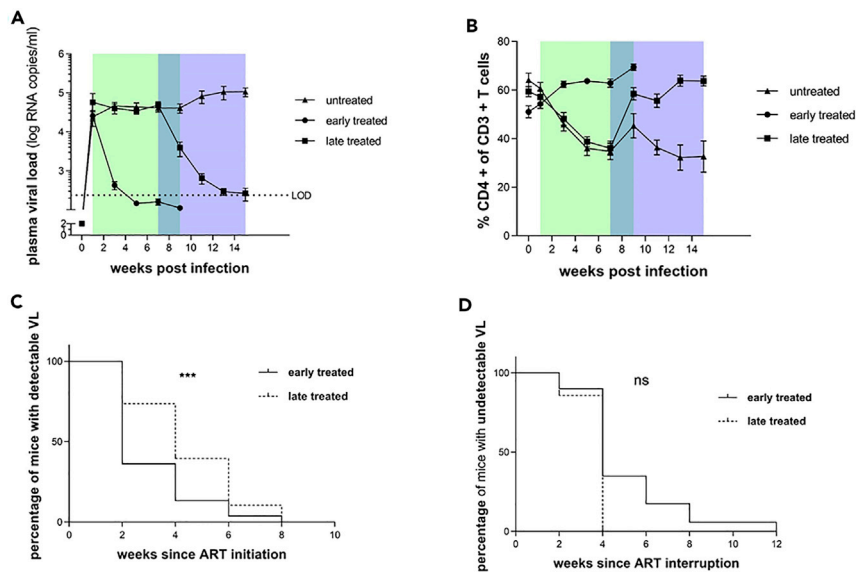 A
plasma viral load (log RNA copies/ml)
6
5
4
3
2
1
0
LOD
0 2 4 6 8 10 12 14
weeks post infection
untreated
early treated
late treated
B
% CD4 + of CD3 + T cells
80
60
40
20
0
0 2 4 6 8 10 12 14
weeks post infection
untreated
early treated
late treated
C
percentage of mice with detectable VL
100
50
0
***
early treated
late treated
0 2 4 6 8 10
weeks since ART initiation
D
percentage of mice with undetectable VL
100
50
0
ns
early treated
late treated
0 2 4 6 8 10 12
weeks since ART interruption